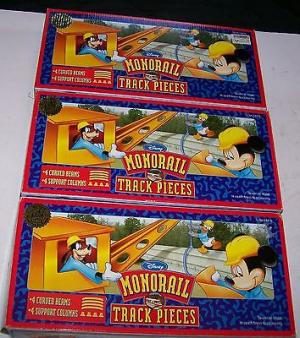 Disney
MONORAIL
TRACK PIECES
•4 CURVED BEAMS
•4 SUPPORT COLUMNS
Disney
MONORAIL
TRACK PIECES
•4 CURVED BEAMS
•4 SUPPORT COLUMNS
Disney
MONORAIL
TRACK PIECES
•4 CURVED BEAMS
•4 SUPPORT COLUMNS